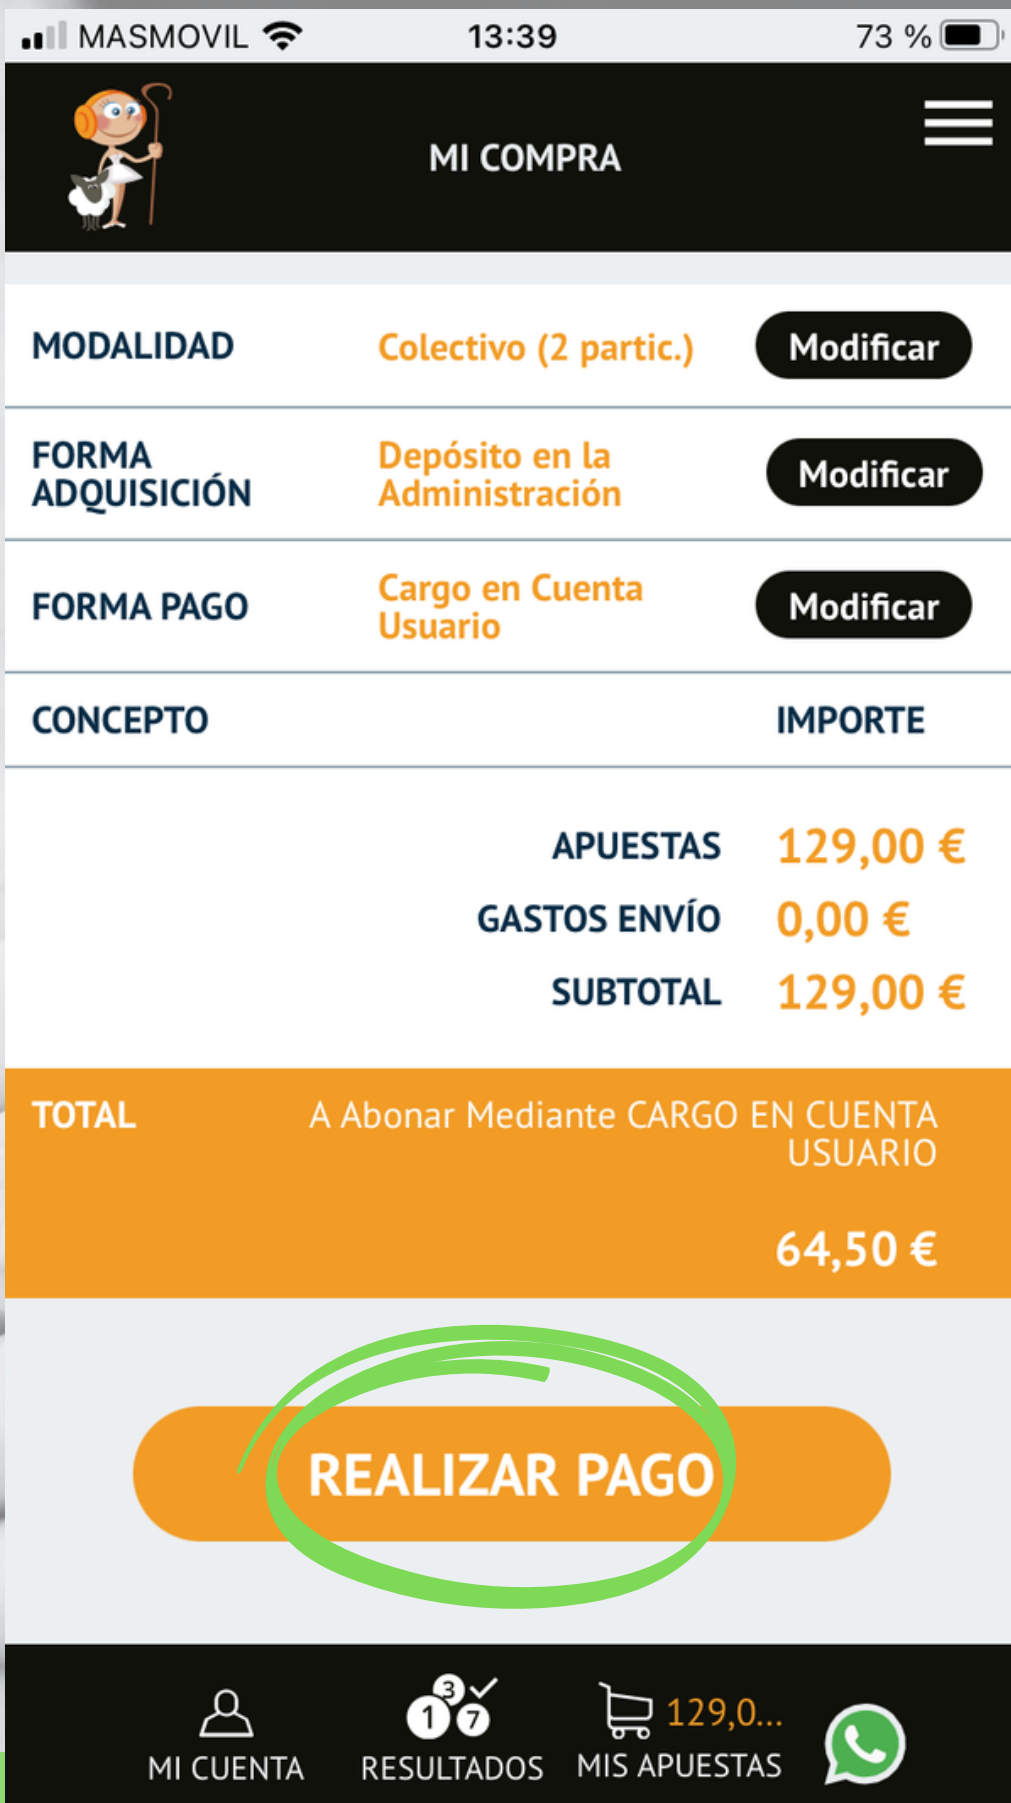 MASMOVIL 13:39 73 %
MI COMPRA
MODALIDAD Colectivo (2 partic.) Modificar
FORMA ADQUISICIÓN Depósito en la Administración Modificar
FORMA PAGO Cargo en Cuenta Usuario Modificar
CONCEPTO IMPORTE
APUESTAS 129,00 €
GASTOS ENVÍO 0,00 €
SUBTOTAL 129,00 €
TOTAL A Abonar Mediante CARGO EN CUENTA
USUARIO
64,50 €
REALIZAR PAGO
3 1 7 129,0...
MI CUENTA RESULTADOS MIS APUESTAS